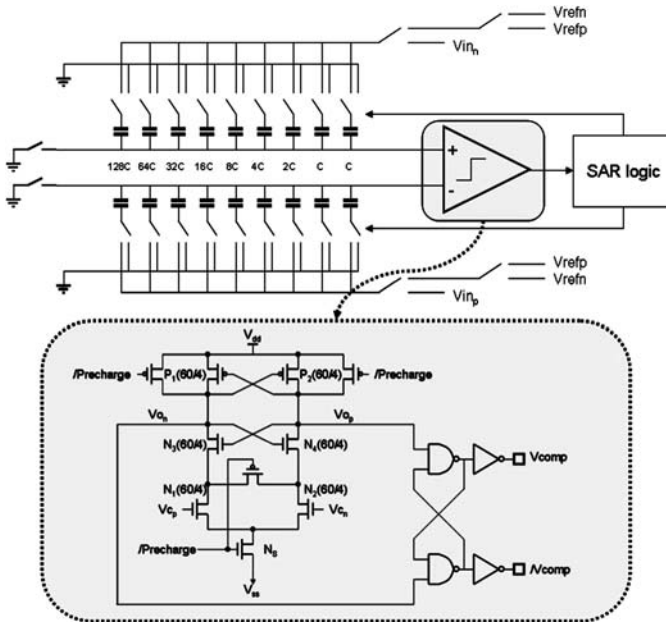 Vrefn
Vrefp
Vinn
128C 64C 32C 16C 8C 4C 2C C C
+
-
SAR logic
Vrefp
Vrefn
Vinp
Vdd
/Precharge P1(60/4) P2(60/4) /Precharge
Von Vop
N3(60/4) N4(60/4)
N1(60/4) N2(60/4)
Vcp Vcn
/Precharge NS
Vss
Vcomp
/Vcomp